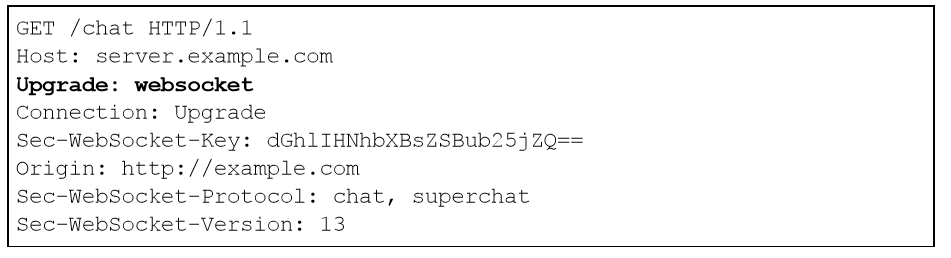 GET /chat HTTP/1.1
Host: server.example.com
Upgrade: websocket
Connection: Upgrade
Sec-WebSocket-Key: dGhlIHNhbXBsZSBub25jZQ==
Origin: http://example.com
Sec-WebSocket-Protocol: chat, superchat
Sec-WebSocket-Version: 13